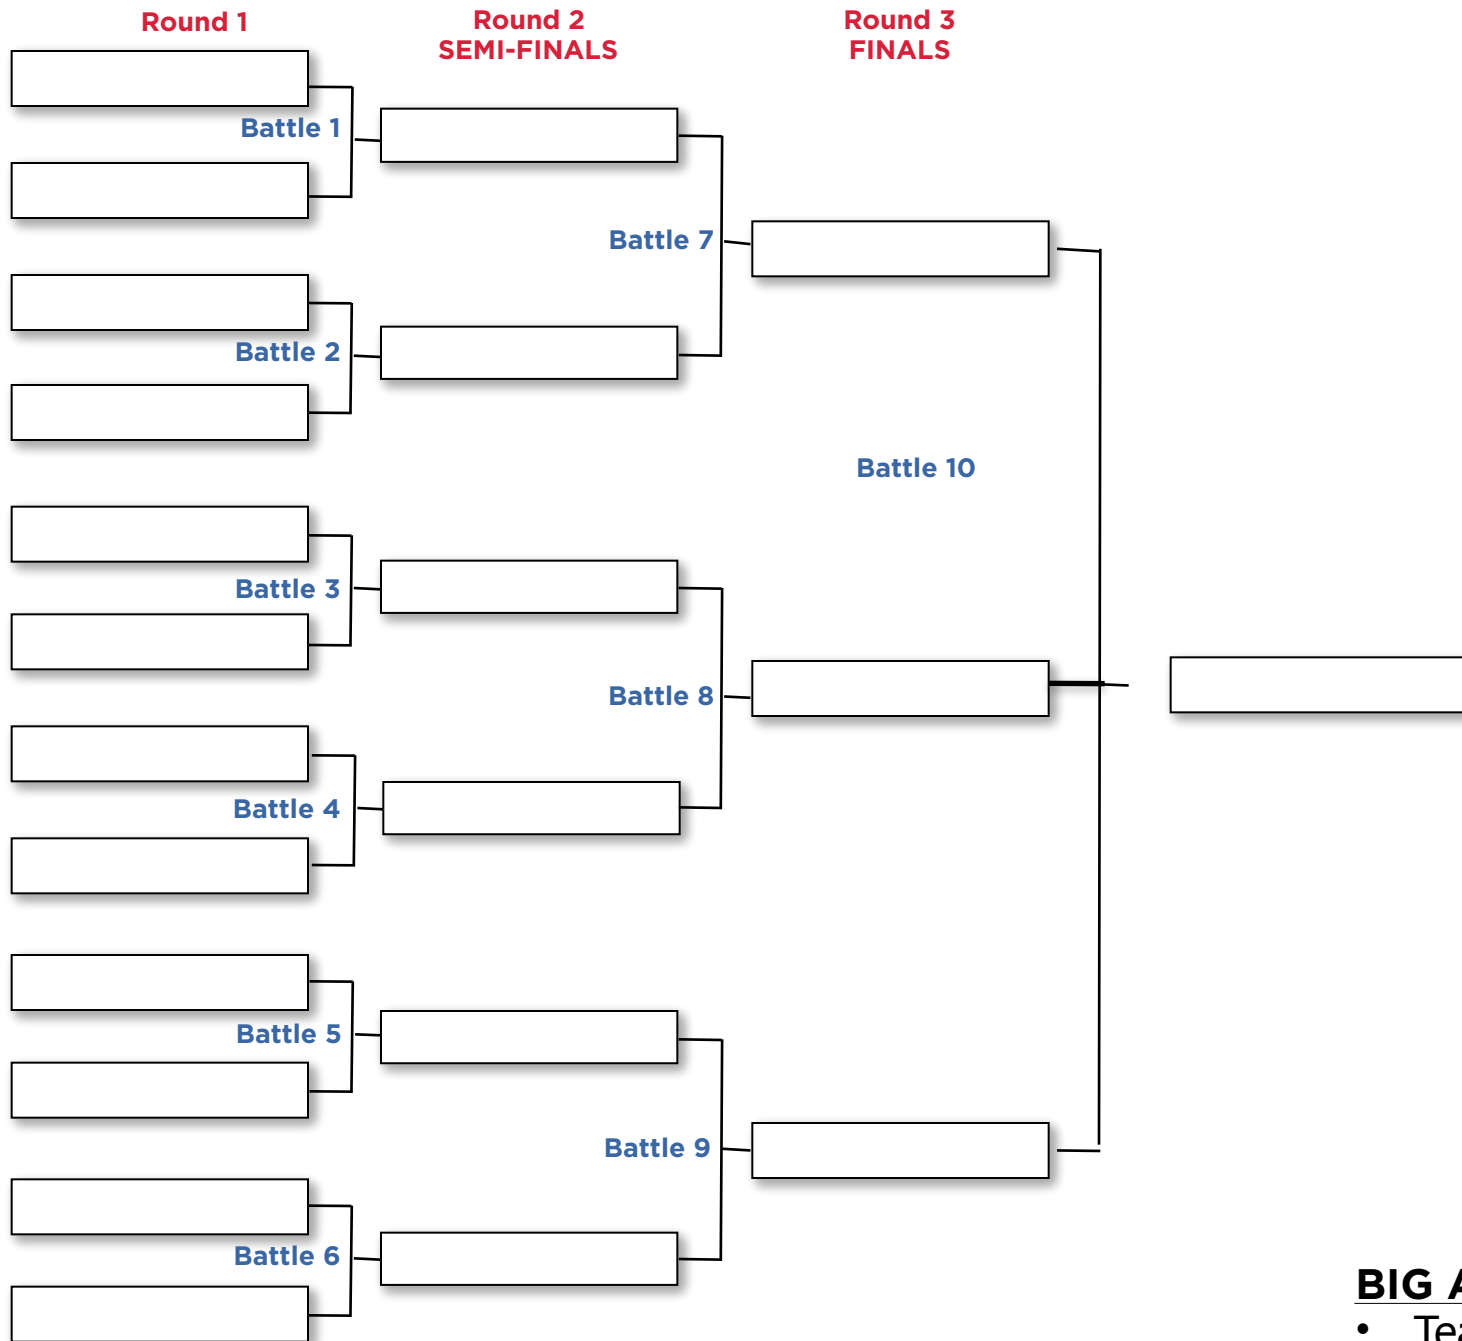 Round 1
Round 2
SEMI-FINALS
Round 3
FINALS
Battle 1
Battle 7
Battle 2
Battle 10
Battle 3
Battle 8
Battle 4
Battle 5
Battle 9
Battle 6
BIG
•